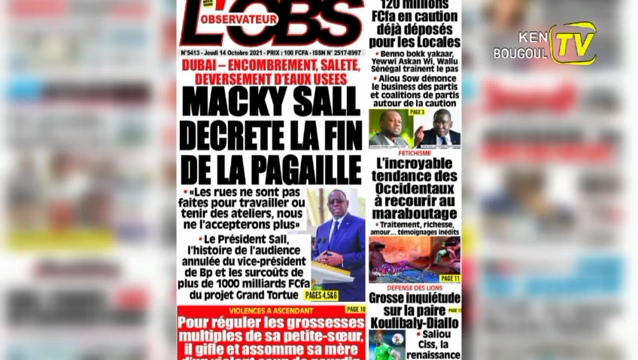 L'OBS
L'OBSERVATEUR
N°5413 - Jeudi 14 Octobre 2021 - PRIX : 100 FCFA - ISSN N° 2517-8997
DUBAI – ENCOMBREMENT, SALETE,
DEVERSEMENT D'EAUX USEES
MACKY SALL
DECRETE LA FIN
DE LA PAGAILLE
• «Les rues ne sont pas
faites pour travailler ou
tenir des ateliers, nous
ne l'accepterons plus»
• Le Président Sall,
l'histoire de l'audience
annulée du vice-président
de Bp et les surcoûts de
plus de 1000 milliards FCfa
du projet Grand Tortue
PAGES 4,5&6
VIOLENCES A ASCENDANT
PAGE 10
Pour réguler les grossesses
multiples de sa petite-sœur,
il gifle et assomme sa mère
120 millions
FCfa en caution
déjà déposés
pour les Locales
• Benno bokk yakaar,
Yewwi Askan Wi, Wallu
Sénégal traînent le pas
• Aliou Sow dénonce
le business des partis
et coalitions de partis
autour de la caution
PAGE 3
FETICHISME
L'incroyable
tendance des
Occidentaux
à recourir au
maraboutage
• Traitement, richesse,
amour... témoignages inédits
PAGE 11
DEFENSE DES LIONS
Grosse inquiétude
sur la paire
Koulibaly-Diallo
• Saliou
Ciss, la
renaissance
KEN
BOUGOUL
TV